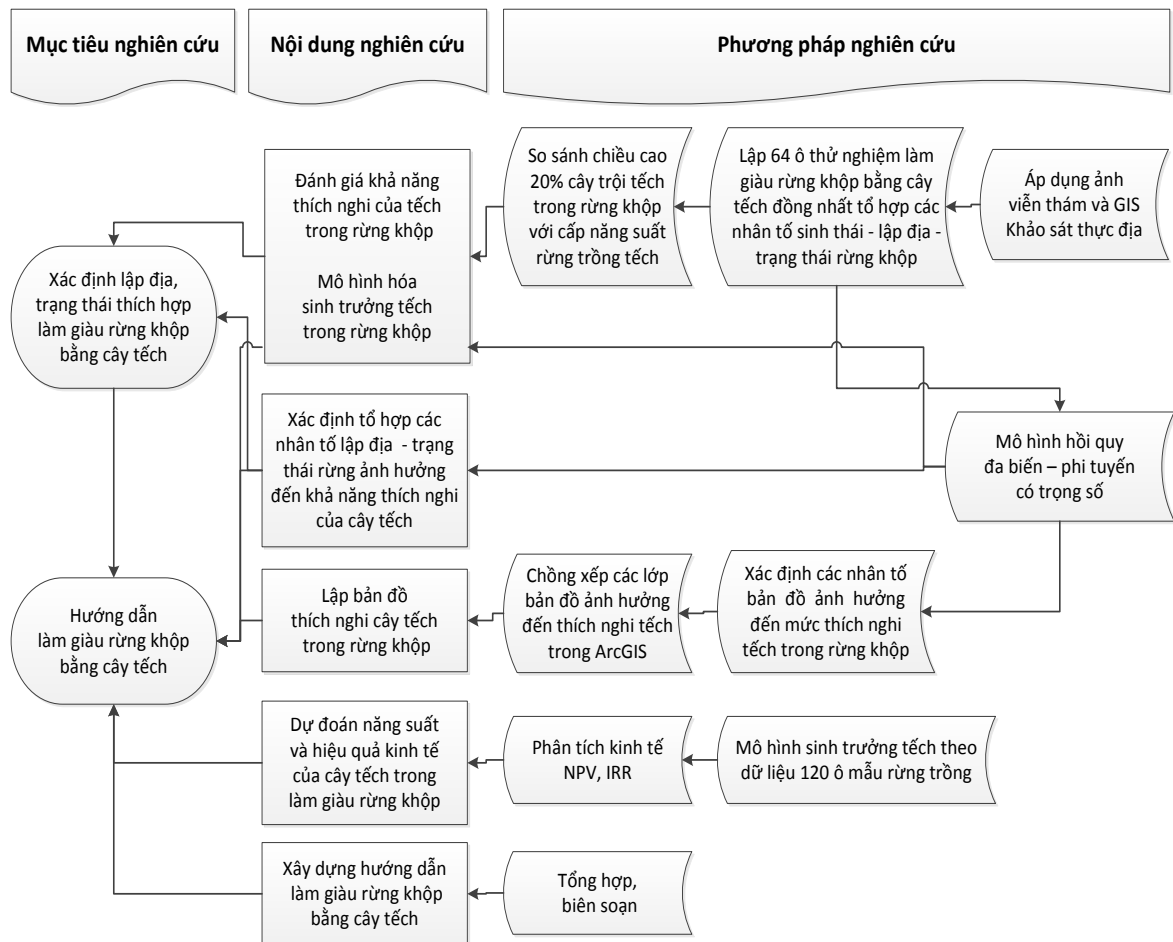 Mục tiêu nghiên cứu
Nội dung nghiên cứu
Phương pháp nghiên cứu
Đánh giá khả năng
thích nghi của tếch
trong rừng khộp
Mô hình hóa
sinh trưởng tếch
trong rừng khộp
So sánh chiều cao
20% cây trội tếch
trong rừng khộp
với cấp năng suất
rừng trồng tếch
Lập 64 ô thử nghiệm làm
giàu rừng khộp bằng cây
tếch đồng nhất tổ hợp các
nhân tố sinh thái - lập địa -
trạng thái rừng khộp
Áp dụng ảnh
viễn thám và GIS
Khảo sát thực địa
Xác định lập địa,
trạng thái thích hợp
làm giàu rừng khộp
bằng cây tếch
Xác định tổ hợp các
nhân tố lập địa - trạng
thái rừng ảnh hưởng
đến khả năng thích nghi
của cây tếch
Mô hình hồi quy
đa biến – phi tuyến
có trọng số
Hướng dẫn
làm giàu rừng khộp
bằng cây tếch
Lập bản đồ
thích nghi cây tếch
trong rừng khộp
Chồng xếp các lớp
bản đồ ảnh hưởng
đến thích nghi tếch
trong ArcGIS
Xác định các nhân tố
bản đồ ảnh hưởng
đến mức thích nghi
tếch trong rừng khộp
Dự đoán năng suất
và hiệu quả kinh tế
của cây tếch trong
làm giàu rừng khộp
Phân tích kinh tế
NPV, IRR
Mô hình sinh trưởng tếch theo
dữ liệu 120 ô mẫu rừng trồng
Xây dựng hướng dẫn
làm giàu rừng khộp
bằng cây tếch
Tổng hợp,
biên soạn